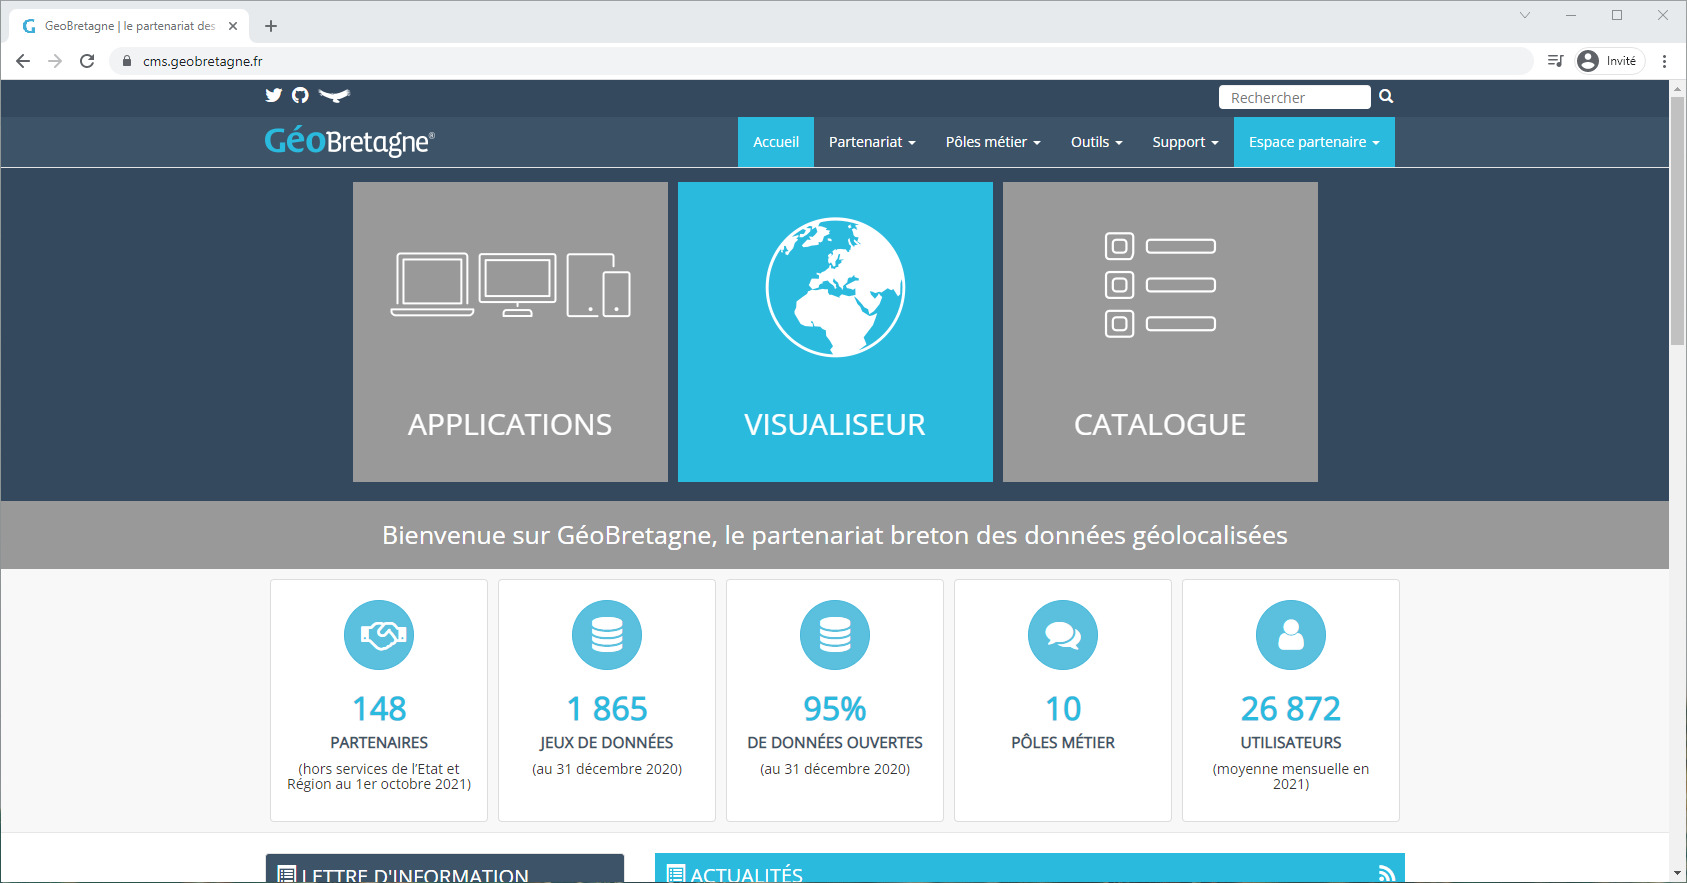 GeoBretagne | le partenariat des
cms.geobretagne.fr
Invité
Rechercher
GéoBretagne®
Accueil
Partenariat
Pôles métier
Outils
Support
Espace partenaire
APPLICATIONS
VISUALISEUR
CATALOGUE
Bienvenue sur GéoBretagne, le partenariat breton des données géolocalisées
148
PARTENAIRES
(hors services de l'Etat et
Région au 1er octobre 2021)
1 865
JEUX DE DONNÉES
(au 31 décembre 2020)
95%
DE DONNÉES OUVERTES
(au 31 décembre 2020)
10
PÔLES MÉTIER
26 872
UTILISATEURS
(moyenne mensuelle en
2021)
LETTRE D'INFORMATION
ACTUALITÉS